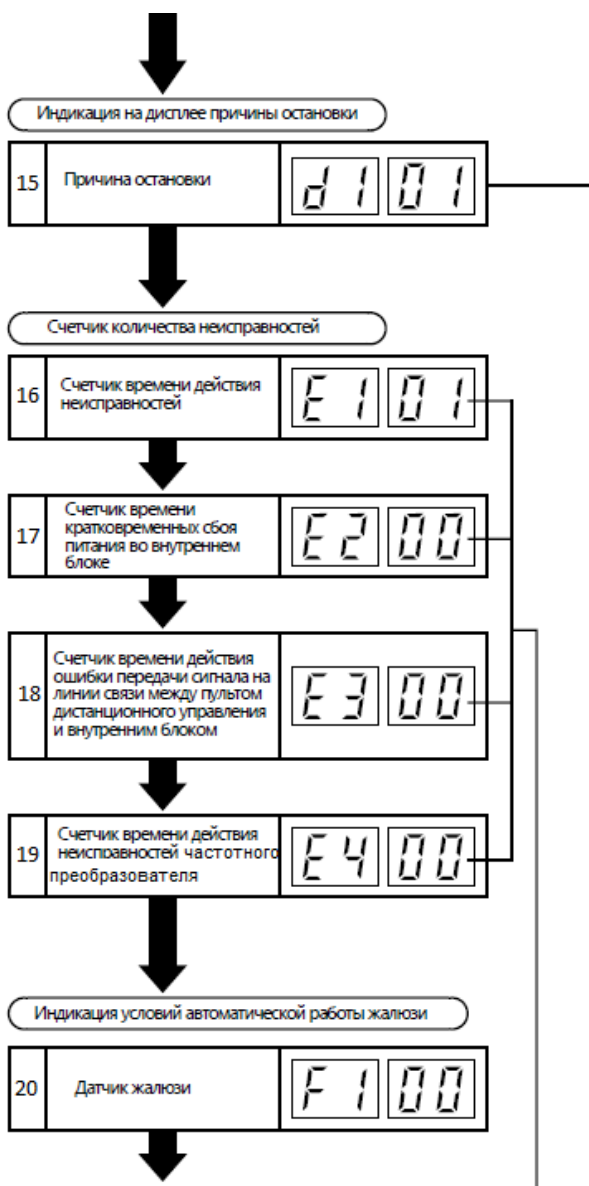 Индикация на дисплее причины остановки
15 Причина остановки d1 01
Счетчик количества неисправностей
16 Счетчик времени действия
неисправностей E1 01
17 Счетчик времени
кратковременных сбоя
питания во внутреннем
блоке E2 00
18 Счетчик времени действия
ошибки передачи сигнала на
линии связи между пультом
дистанционного управления
и внутренним блоком E3 00
19 Счетчик времени действия
неисправностей частотного
преобразователя E4 00
Индикация условий автоматической работы жалюзи
20 Датчик жалюзи F1 00